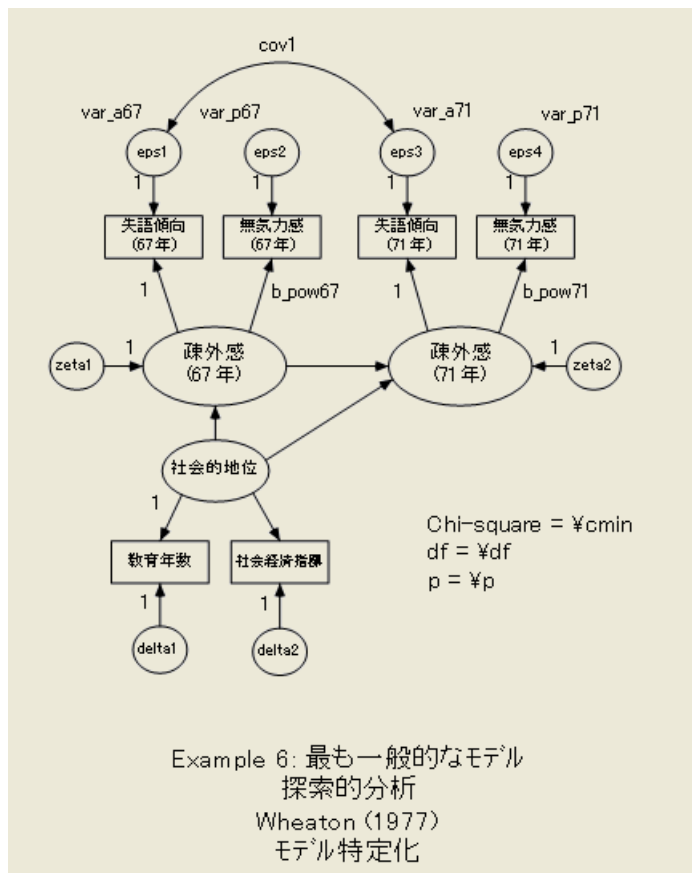 cov1
var_a67
var_p67
var_a71
var_p71
eps1
eps2
eps3
eps4
1
1
1
1
失語傾向
(67年)
無気力感
(67年)
失語傾向
(71年)
無気力感
(71年)
1
b_pow67
1
b_pow71
zeta1
1
疎外感
(67年)
疎外感
(71年)
1
zeta2
社会的地位
1
教育年数
社会経済指標
1
1
delta1
delta2
Chi-square = ¥cmin
df = ¥df
p = ¥p
Example 6: 最も一般的なモデル
探索的分析
Wheaton (1977)
モデル特定化